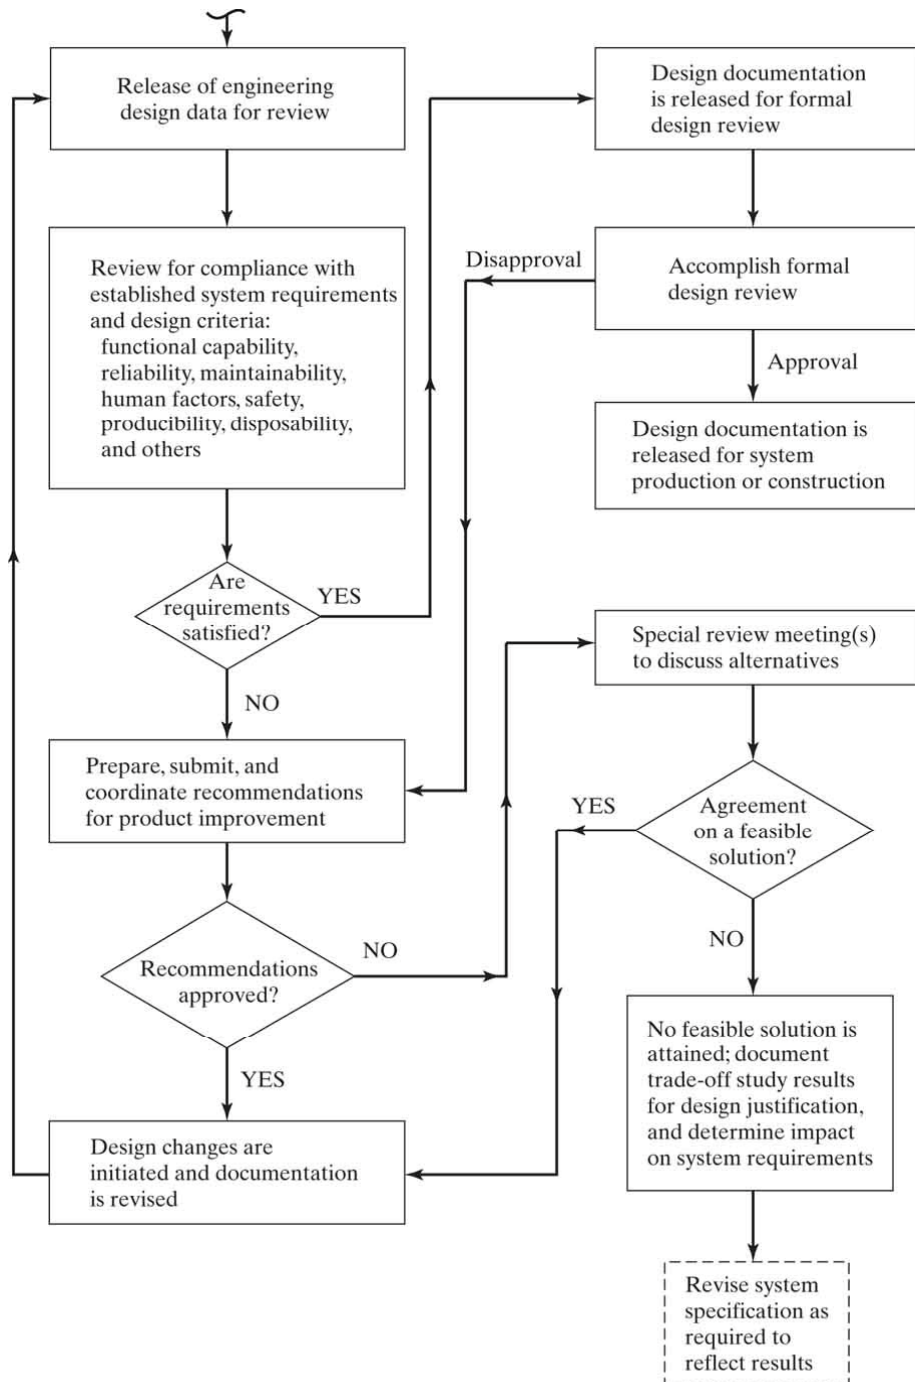 Release of engineering
design data for review
Review for compliance with
established system requirements
and design criteria:
functional capability,
reliability, maintainability,
human factors, safety,
producibility, disposability,
and others
Are
requirements
satisfied?
YES
NO
Prepare, submit, and
coordinate recommendations
for product improvement
Recommendations
approved?
NO
YES
Design changes are
initiated and documentation
is revised
Design documentation
is released for formal
design review
Disapproval
Accomplish formal
design review
Approval
Design documentation is
released for system
production or construction
Special review meeting(s)
to discuss alternatives
YES
Agreement
on a feasible
solution?
NO
No feasible solution is
attained; document
trade-off study results
for design justification,
and determine impact
on system requirements
Revise system
specification as
required to
reflect results